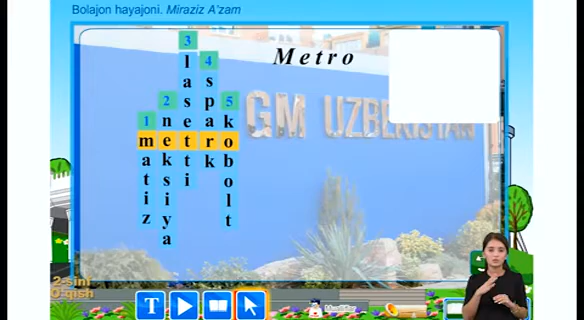 Bolajon hayajoni. Miraziz A'zam
Metro
GM UZBEKISTAN
1 matiz
2 neksiya
3 lasetti
4 spark
5 kobolt
2-sinf
O'qish
T